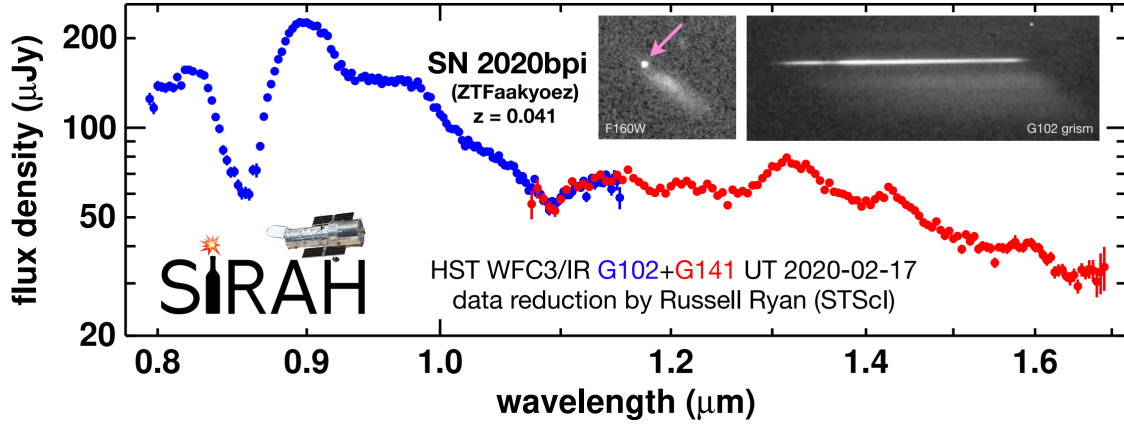 200
100
50
20
flux density (μJy)
SN 2020bpi
(ZTFaakyoez)
z = 0.041
F160W
G102 grism
SIRAH
HST WFC3/IR G102+G141 UT 2020-02-17
data reduction by Russell Ryan (STScI)
0.8 0.9 1.0 1.2 1.4 1.6
wavelength (μm)